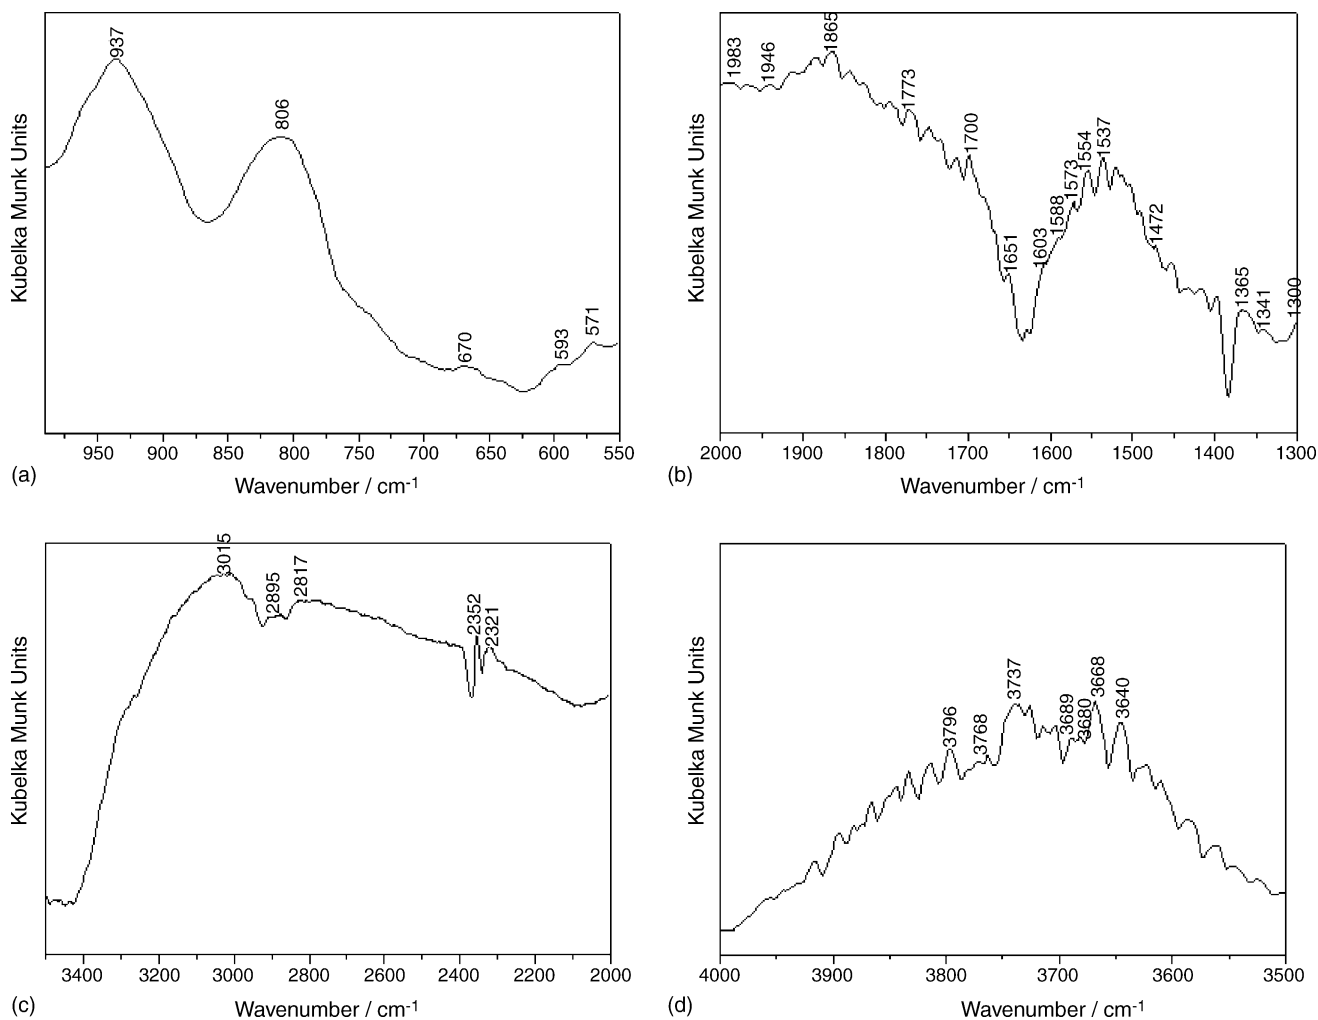 937
806
670
593
571
Kubelka Munk Units
950 900 850 800 750 700 650 600 550
(a)
Wavenumber / cm-1
1983
1946
1865
1773
1700
1651
1603
1588
1573
1554
1537
1472
1365
1341
1300
Kubelka Munk Units
2000 1900 1800 1700 1600 1500 1400 1300
(b)
Wavenumber / cm-1
3015
2895
2817
2352
2321
Kubelka Munk Units
3400 3200 3000 2800 2600 2400 2200 2000
(c)
Wavenumber / cm-1
3796
3768
3737
3689
3680
3668
3640
Kubelka Munk Units
4000 3900 3800 3700 3600 3500
(d)
Wavenumber / cm-1